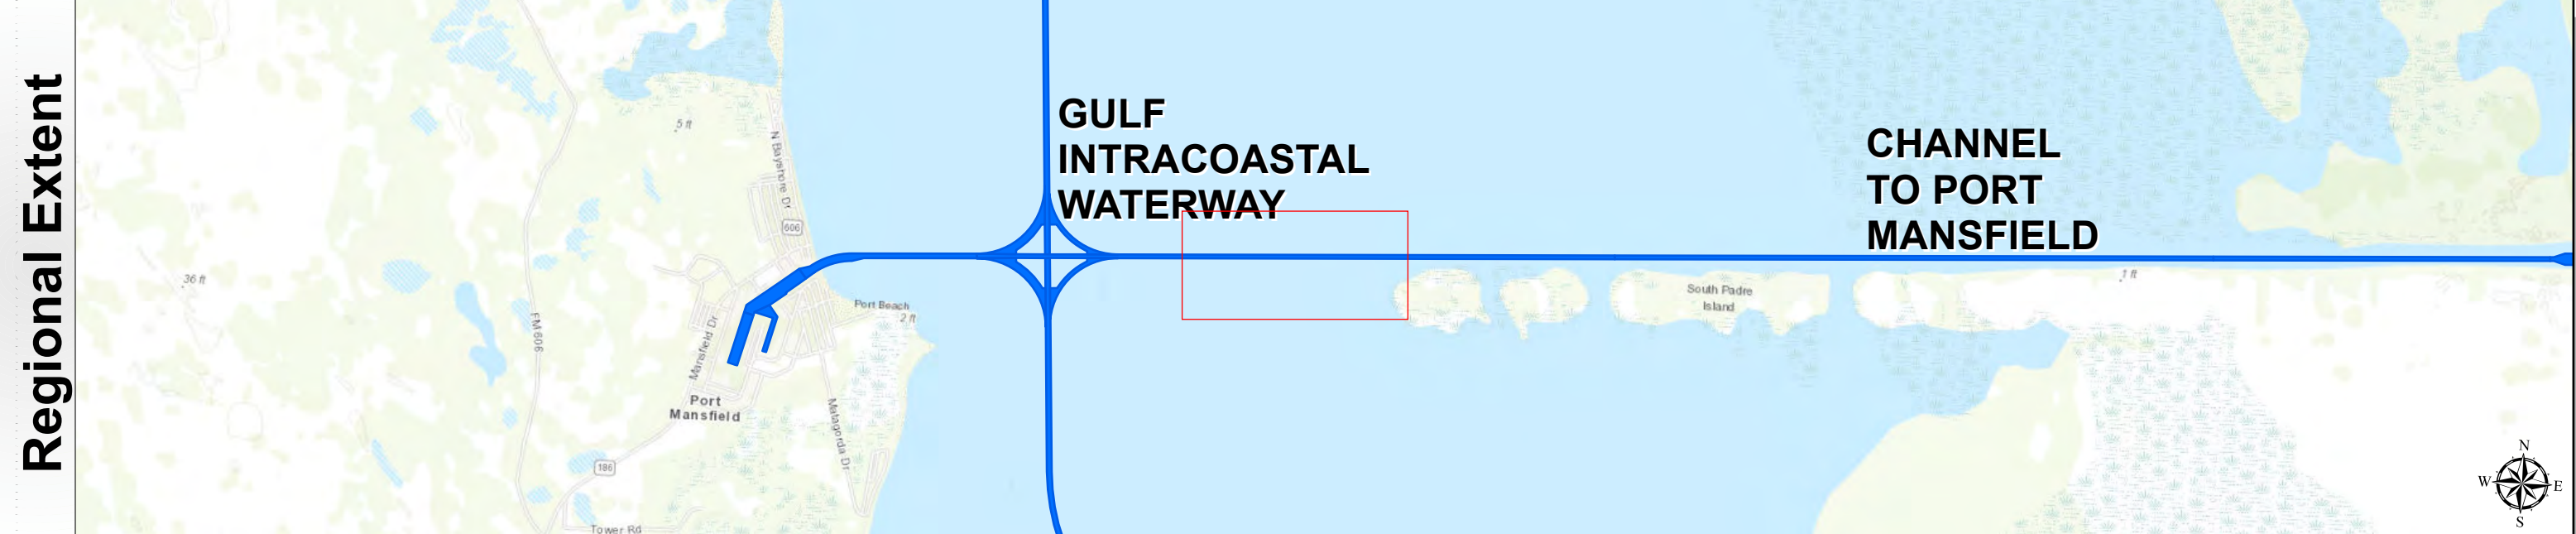 Regional Extent
GULF
INTRACOASTAL
WATERWAY
CHANNEL
TO PORT
MANSFIELD
5 ft
N Bayshore Dr
606
36 ft
FM 606
Port Beach
2 ft
Mansfield Dr
Port
Mansfield
Matagorda Dr
186
Tower Rd
South Padre
Island
1 ft
N
W
E
S